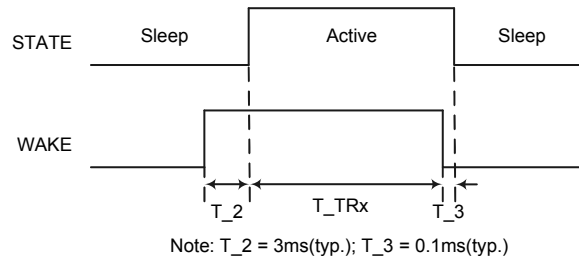 STATE
Sleep
Active
Sleep
WAKE
T_2
T_TRx
T_3
Note: T_2 = 3ms(typ.); T_3 = 0.1ms(typ.)